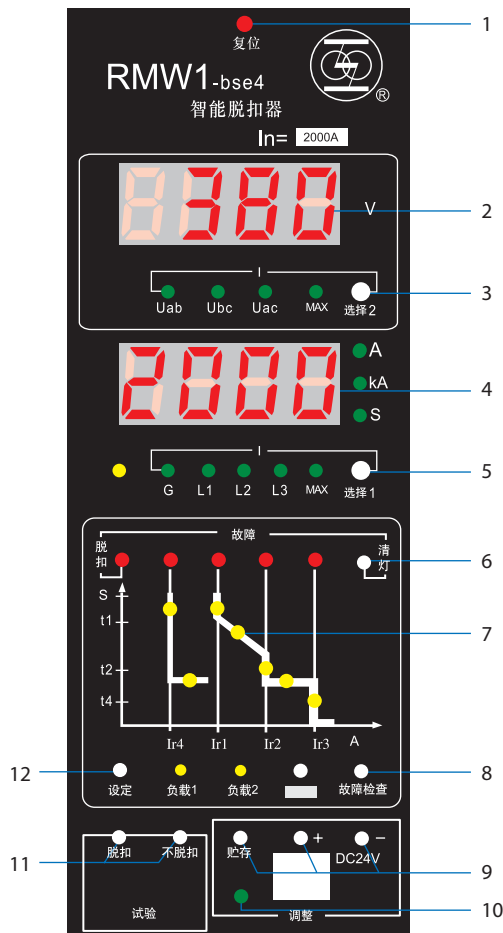 1
复位
RMW1-bse4
®
智能脱扣器
In= 2000A
380
V
2
I
Uab Ubc Uac MAX 选择2
3
2000
A
kA
S
4
I
G L1 L2 L3 MAX 选择1
5
故障
脱扣
清灯
6
S
t1
t2
t4
7
Ir4 Ir1 Ir2 Ir3 A
12
设定 负载1 负载2 故障检查
8
11
脱扣 不脱扣
试验
贮存 + −
DC24V
9
10
调整